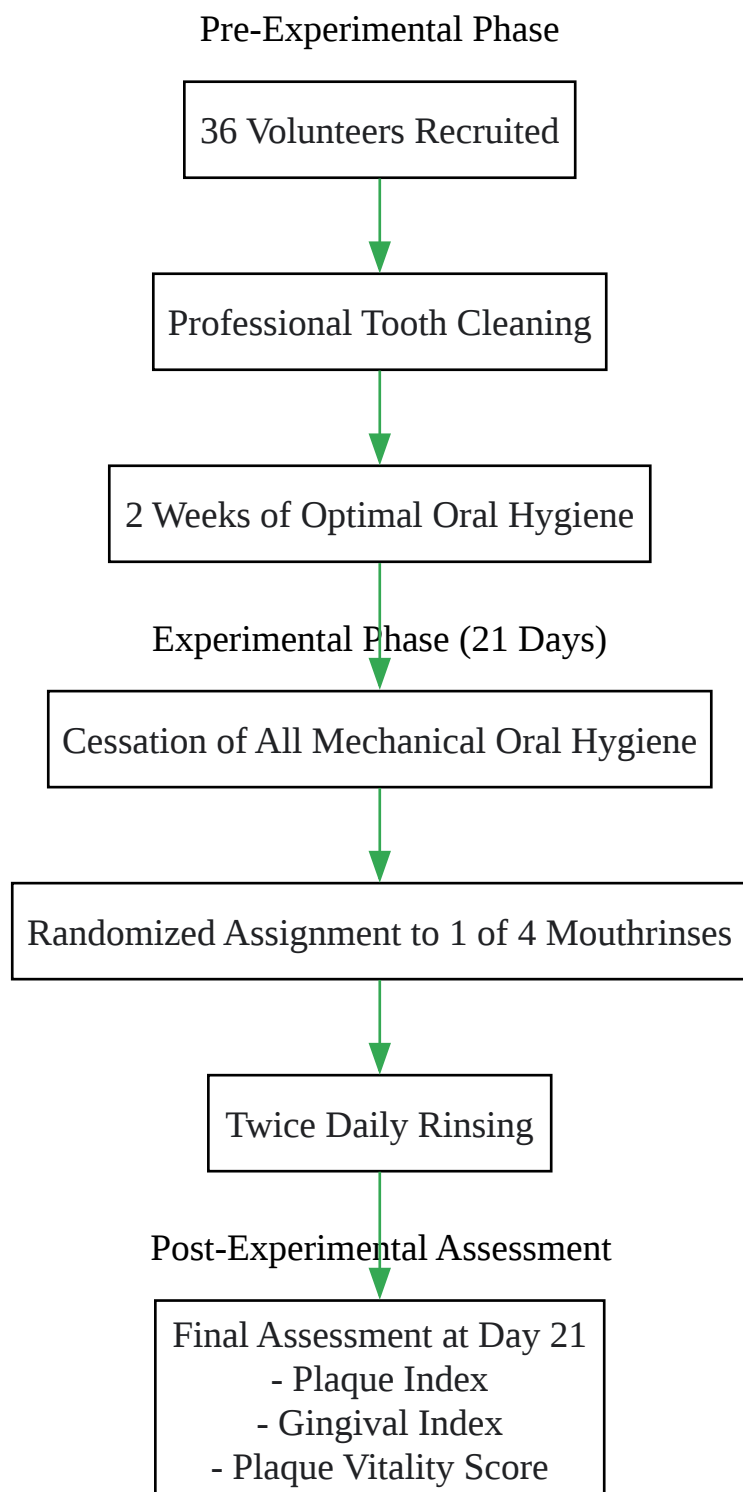 Pre-Experimental Phase
36 Volunteers Recruited
Professional Tooth Cleaning
2 Weeks of Optimal Oral Hygiene
Experimental Phase (21 Days)
Cessation of All Mechanical Oral Hygiene
Randomized Assignment to 1 of 4 Mouthrinses
Twice Daily Rinsing
Post-Experimental Assessment
Final Assessment at Day 21
- Plaque Index
- Gingival Index
- Plaque Vitality Score